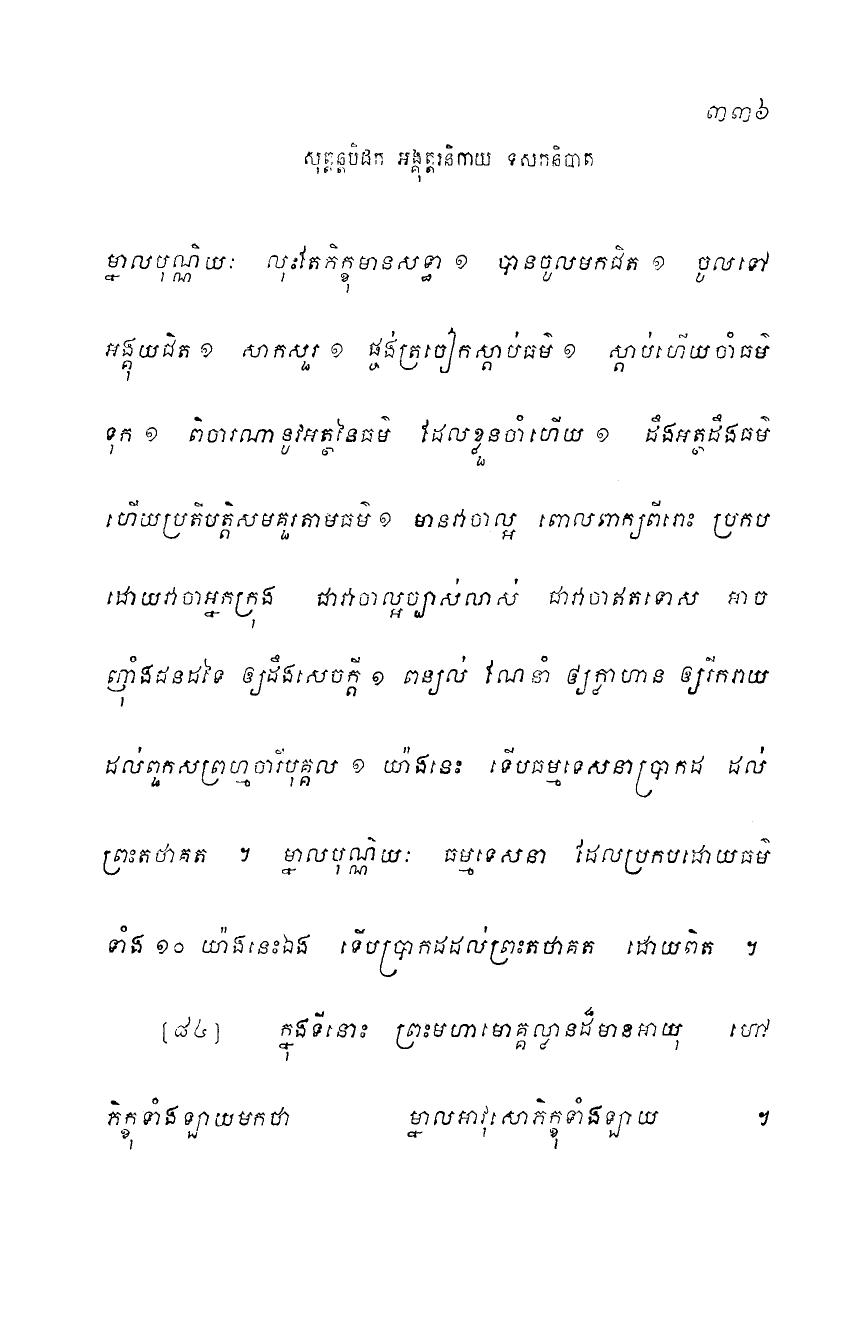 ៣៣៦
សុត្តន្តបិដក អង្គុត្តរនិកាយ ទសកនិបាត
ម្នាលបុណ្ណិយៈ លុះតែភិក្ខុមានសទ្ធា ១ បានចូលមកជិត ១ ចូលទៅ
អង្គុយជិត ១ សាកសួរ ១ ផ្ចង់ត្រចៀកស្តាប់ធម៌ ១ ស្តាប់ហើយចាំធម៌
ទុក ១ ពិចារណានូវអត្ថនៃធម៌ ដែលខ្លួនចាំហើយ ១ ដឹងអត្ថដឹងធម៌
ហើយប្រតិបត្តិសមគួរតាមធម៌ ១ មានវាចាល្អ ពោលពាក្យពីរោះ ប្រកប
ដោយវាចាអ្នកក្រុង ជាវាចាល្អច្បាស់លាស់ ជាវាចាឥតទោស អាច
ញុំាងជនដទៃ ឲ្យដឹងសេចក្តី ១ ពន្យល់ ណែនាំ ឲ្យក្លាហាន ឲ្យរីករាយ
ដល់ពួកសព្រហ្មចារីបុគ្គល ១ យ៉ាងនេះ ទើបធម្មទេសនាប្រាកដ ដល់
ព្រះតថាគត ។ ម្នាលបុណ្ណិយៈ ធម្មទេសនា ដែលប្រកបដោយធម៌
ទាំង ១០ យ៉ាងនេះឯង ទើបប្រាកដដល់ព្រះតថាគត ដោយពិត ។
[៨៤] ក្នុងទីនោះ ព្រះមហាមោគ្គល្លានដ៏មានអាយុ ហៅ
ភិក្ខុទាំងឡាយមកថា ម្នាលអាវុសោភិក្ខុទាំងឡាយ ។